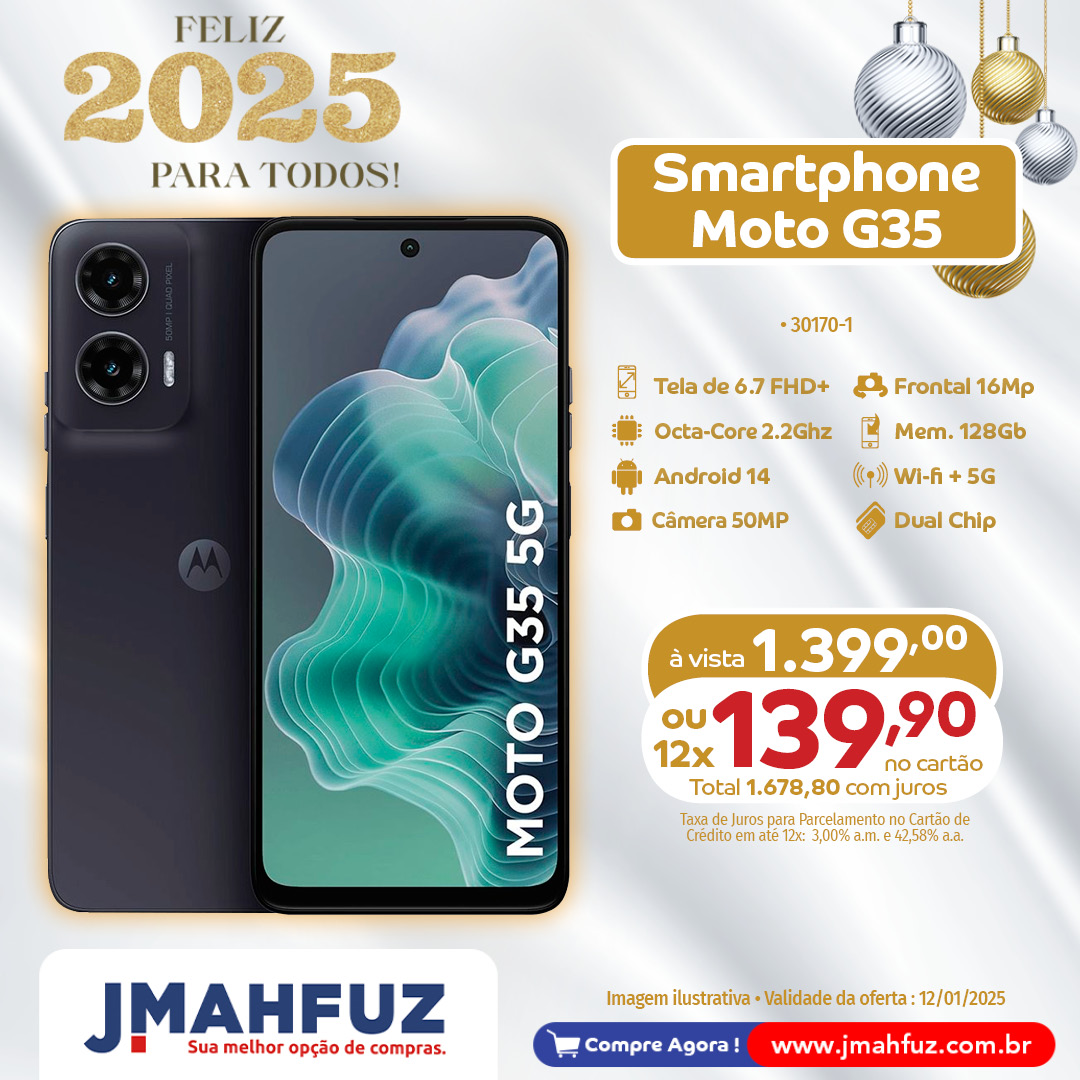 FELIZ
2025
PARA TODOS!
Smartphone
Moto G35
• 30170-1
Tela de 6.7 FHD+
Frontal 16Mp
Octa-Core 2.2Ghz
Mem. 128Gb
Android 14
Wi-fi + 5G
Câmera 50MP
Dual Chip
50MP | QUAD PIXEL
MOTO G35 5G
à vista 1.399,00
ou 12x 139,90
no cartão
Total 1.678,80 com juros
Taxa de Juros para Parcelamento no Cartão de
Crédito em até 12x: 3,00% a.m. e 42,58% a.a.
JMAHFUZ
Sua melhor opção de compras.
Imagem ilustrativa • Validade da oferta : 12/01/2025
Compre Agora !
www.jmahfuz.com.br